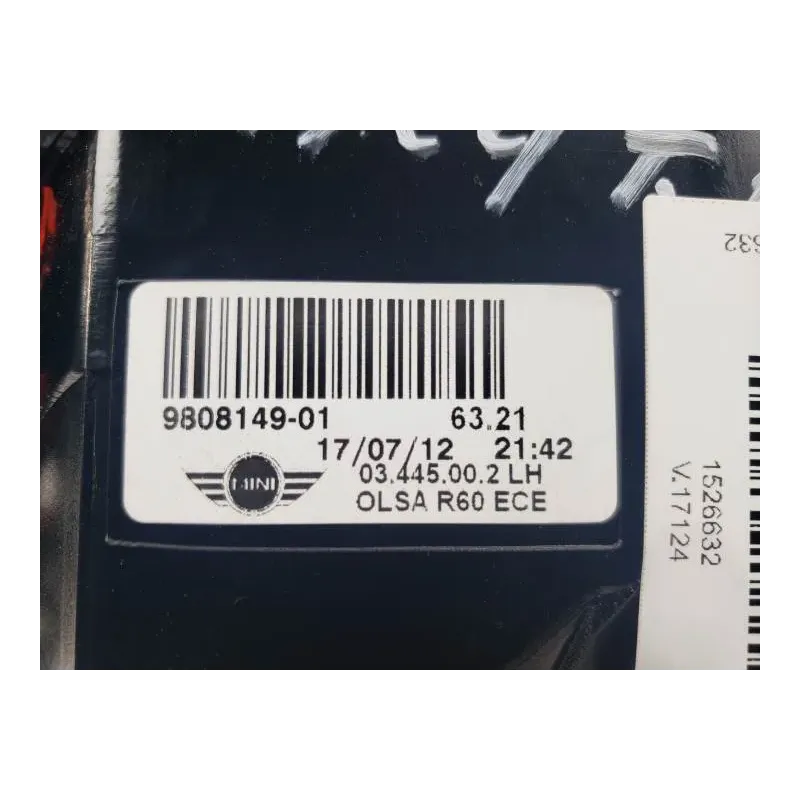 9808149-01 63.21
17/07/12 21:42
MINI
03.445.00.2 LH
OLSA R60 ECE
1526632
V.17124